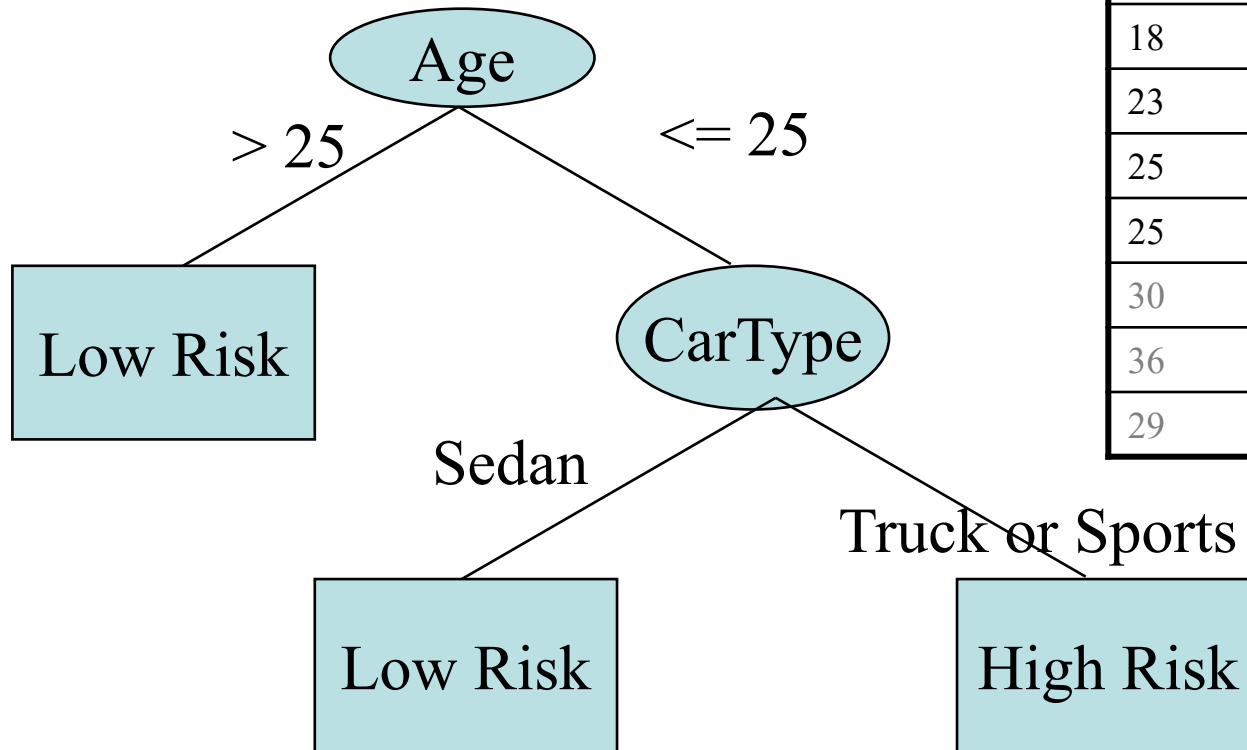 Age
> 25
<= 25
Low Risk
CarType
Sedan
Truck or Sports
Low Risk
High Risk
18
23
25
25
30
36
29